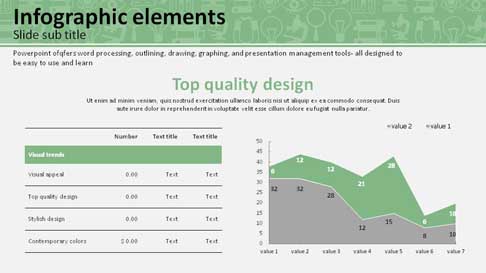 Infographic elements
Slide sub title
Powerpoint ofqfers word processing, outlining, drawing, graphing, and presentation management tools- all designed to
be easy to use and learn
Top quality design
Ut enim ad minim veniam, quis nostrud exercitation ullamco laboris nisi ut aliquip ex ea commodo consequat. Duis
aute irure dolor in reprehenderit in voluptate velit esse cillum dolore eu fugiat nulla pariatur.
Number Text title Text title
Visual trends
Visual appeal 0.00 Text Text
Top quality design 0.00 Text Text
Stylish design 0.00 Text Text
Contemporary colors $ 0.00 Text Text
value 2 value 1
50
45
40
35
30
25
20
15
10
5
0
6 12 12 21 28 6 10
32 32 28 12 15 8 10
value 1 value 2 value 3 value 4 value 5 value 6 value 7